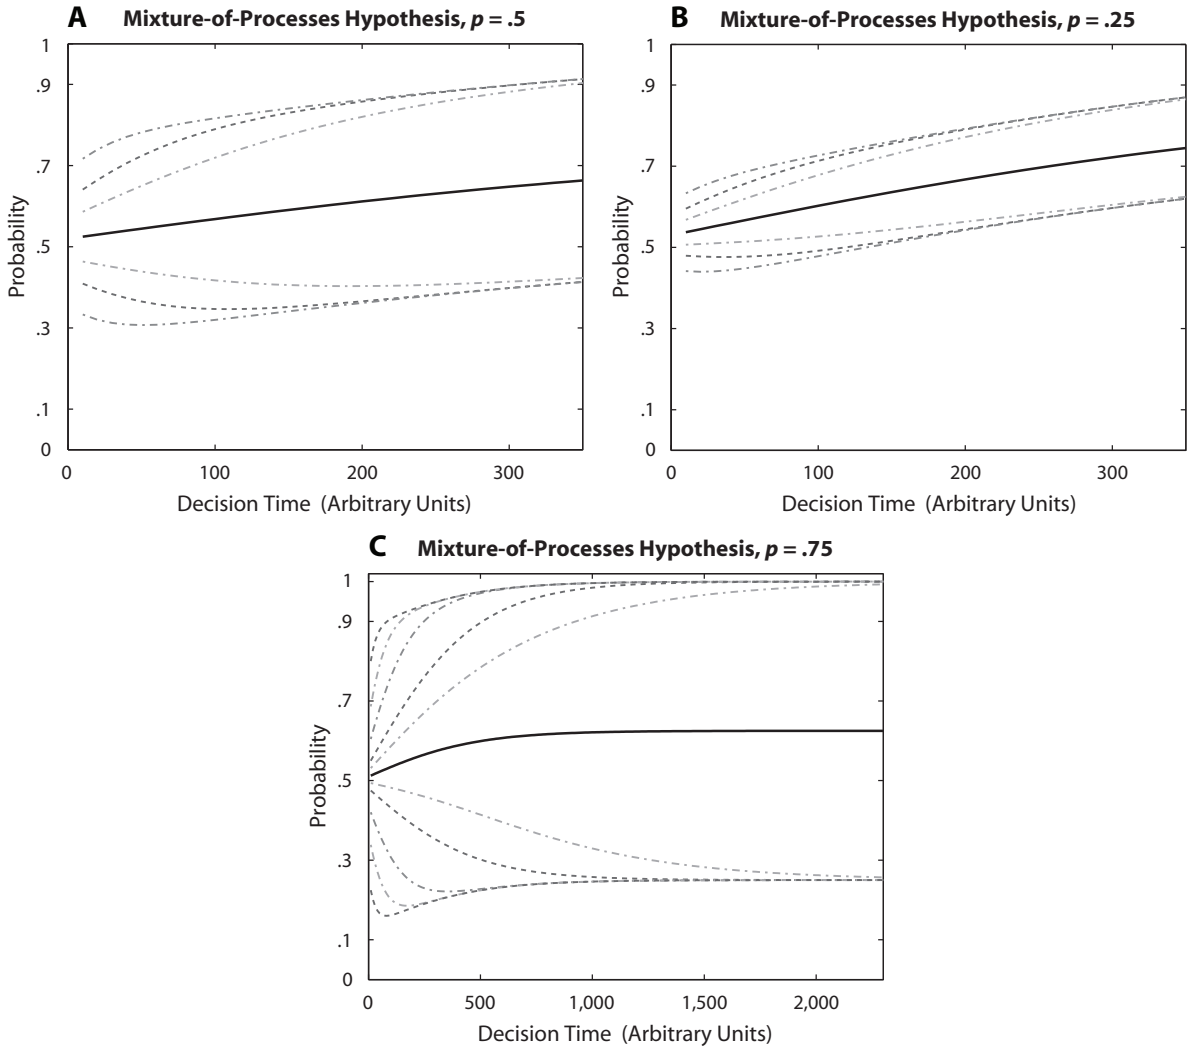 A Mixture-of-Processes Hypothesis, p = .5
1
.9
.7
.5
.3
.1
0
Probability
0 100 200 300
Decision Time (Arbitrary Units)
B Mixture-of-Processes Hypothesis, p = .25
1
.9
.7
.5
.3
.1
0
Probability
0 100 200 300
Decision Time (Arbitrary Units)
C Mixture-of-Processes Hypothesis, p = .75
1
.9
.7
.5
.3
.1
0
Probability
0 500 1,000 1,500 2,000
Decision Time (Arbitrary Units)